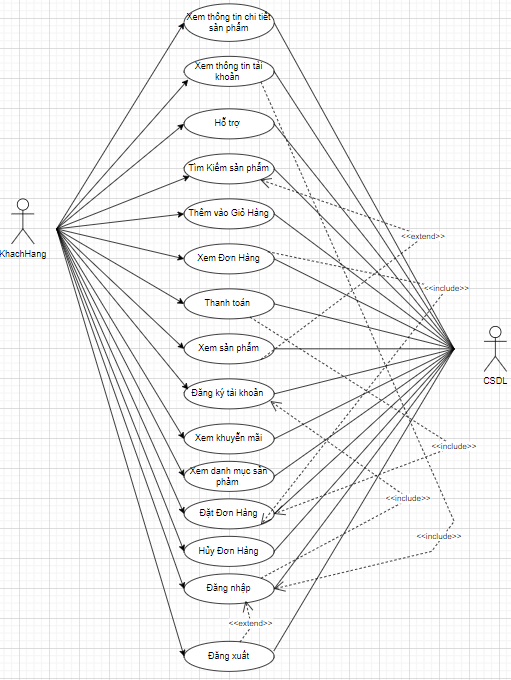 Xem thông tin chi tiết
sản phẩm
Xem thông tin tài
khoản
Hỗ trợ
Tìm Kiếm sản phẩm
Thêm vào Giỏ Hàng
KhachHang
<<extend>>
Xem Đơn Hàng
<<include>>
Thanh toán
Xem sản phẩm
CSDL
Đăng ký tài khoản
Xem khuyến mãi
<<include>>
Xem danh mục sản
phẩm
<<include>>
Đặt Đơn Hàng
<<include>>
Hủy Đơn Hàng
Đăng nhập
<<extend>>
Đăng xuất